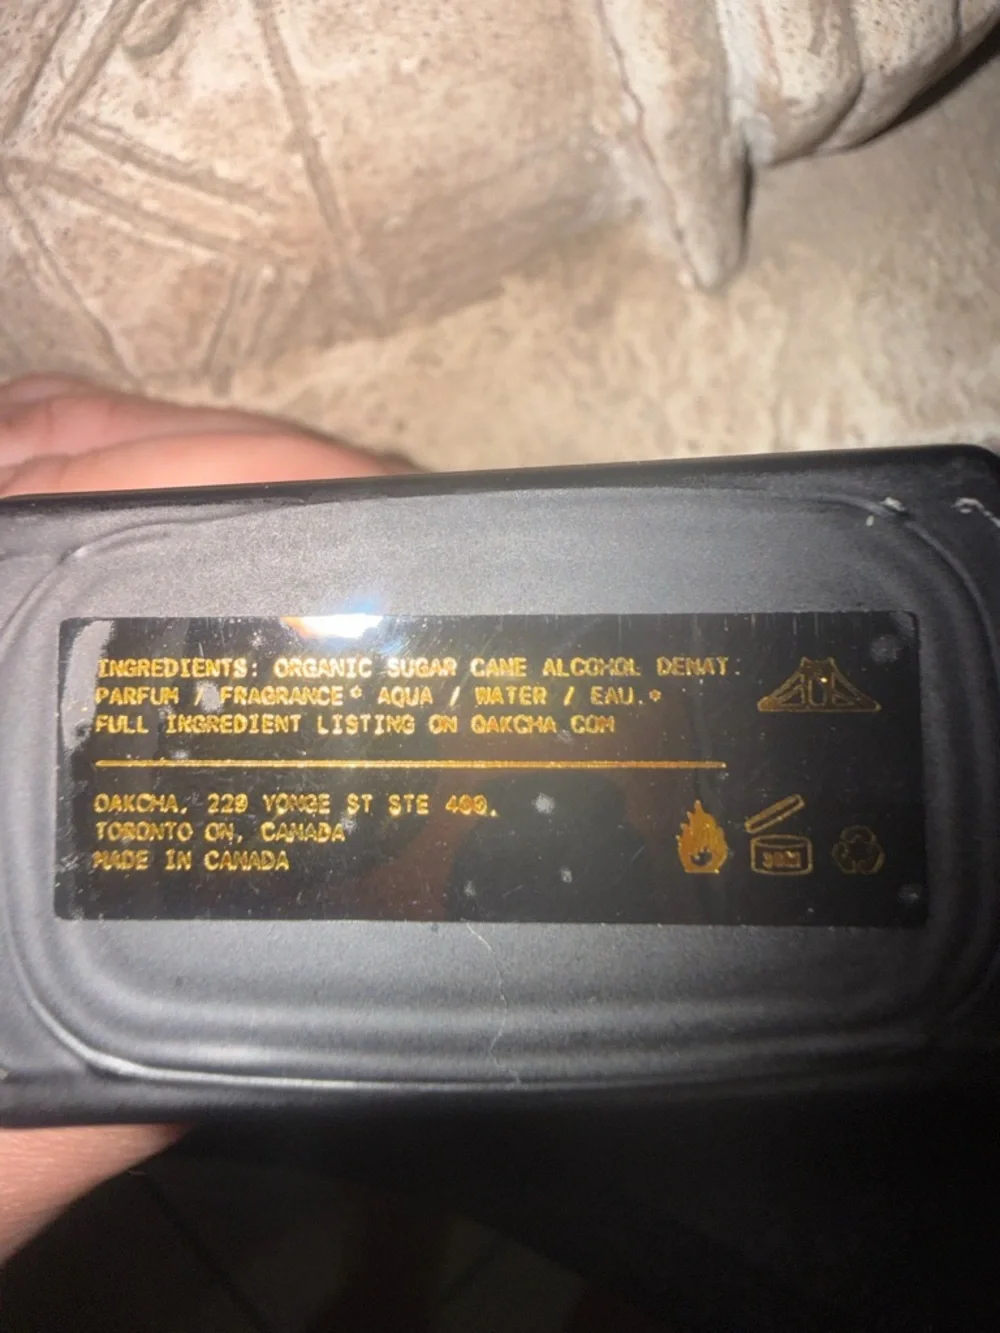 INGREDIENTS: ORGANIC SUGAR CANE ALCOHOL DENAT.
PARFUM / FRAGRANCE* AQUA / WATER / EAU.*
FULL INGREDIENT LISTING ON OAKCHA.COM
OAKCHA, 229 YONGE ST STE 400,
TORONTO ON, CANADA
MADE IN CANADA